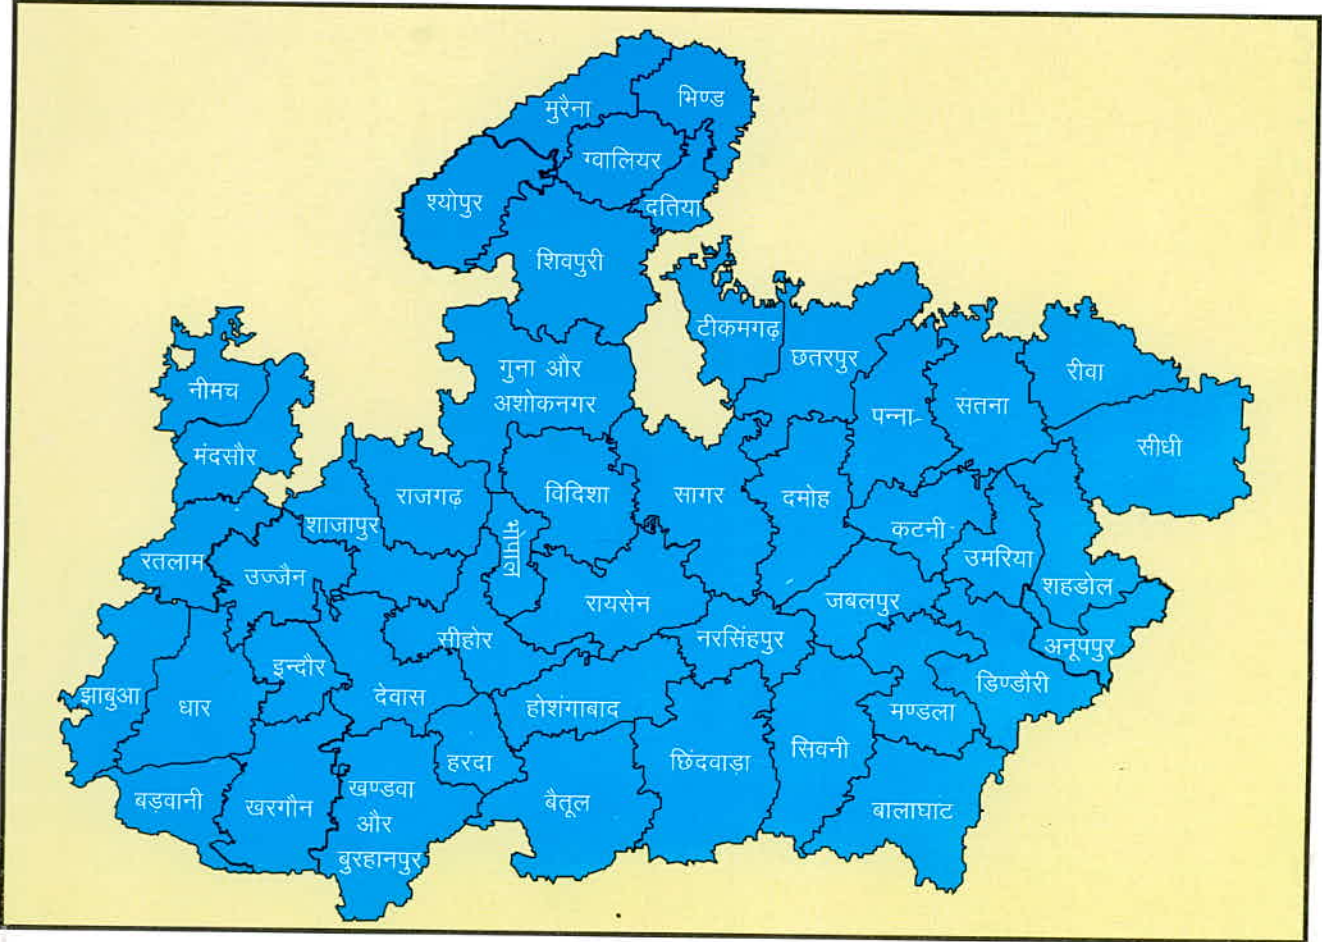 मुरैना
भिण्ड
ग्वालियर
श्योपुर
दतिया
शिवपुरी
टीकमगढ़
छतरपुर
गुना और
अशोकनगर
रीवा
नीमच
पन्ना
सतना
सीधी
मंदसौर
राजगढ़
विदिशा
सागर
दमोह
शाजापुर
कटनी
भोपाल
रतलाम
उज्जैन
उमरिया
शहडोल
रायसेन
जबलपुर
सीहोर
नरसिंहपुर
अनूपपुर
इन्दौर
डिण्डौरी
झाबुआ
धार
देवास
होशंगाबाद
मण्डला
सिवनी
हरदा
छिंदवाड़ा
बड़वानी
खरगौन
खण्डवा
और
बुरहानपुर
बैतूल
बालाघाट